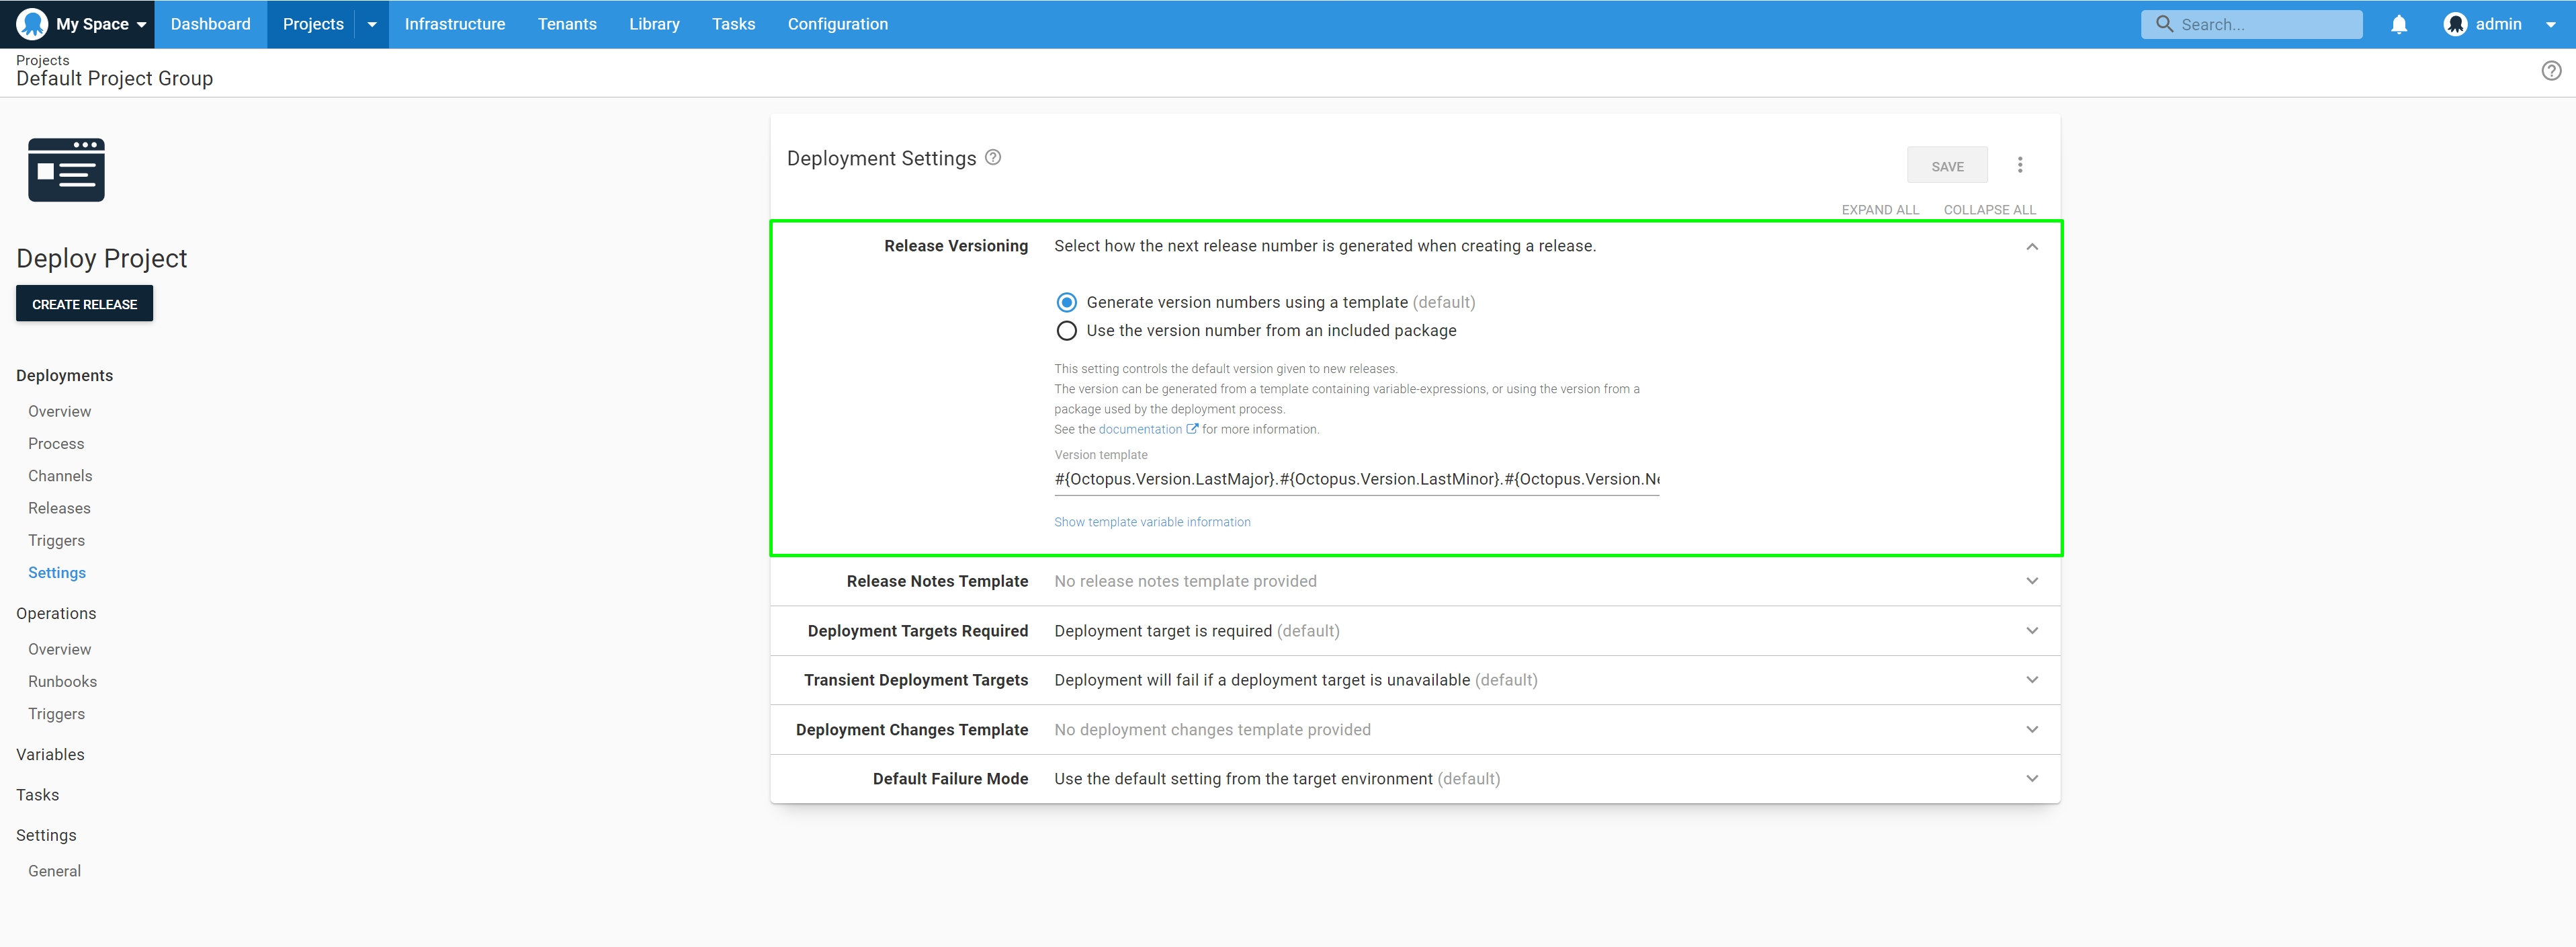 My Space
Dashboard
Projects
Infrastructure
Tenants
Library
Tasks
Configuration
Search...
admin
Projects
Default Project Group
Deploy Project
CREATE RELEASE
Deployments
Overview
Process
Channels
Releases
Triggers
Settings
Operations
Overview
Runbooks
Triggers
Variables
Tasks
Settings
General
Deployment Settings
SAVE
EXPAND ALL
COLLAPSE ALL
Release Versioning
Select how the next release number is generated when creating a release.
Generate version numbers using a template (default)
Use the version number from an included package
This setting controls the default version given to new releases.
The version can be generated from a template containing variable-expressions, or using the version from a
package used by the deployment process.
See the documentation for more information.
Version template
#{Octopus.Version.LastMajor}.#{Octopus.Version.LastMinor}.#{Octopus.Version.Ne
Show template variable information
Release Notes Template
No release notes template provided
Deployment Targets Required
Deployment target is required (default)
Transient Deployment Targets
Deployment will fail if a deployment target is unavailable (default)
Deployment Changes Template
No deployment changes template provided
Default Failure Mode
Use the default setting from the target environment (default)